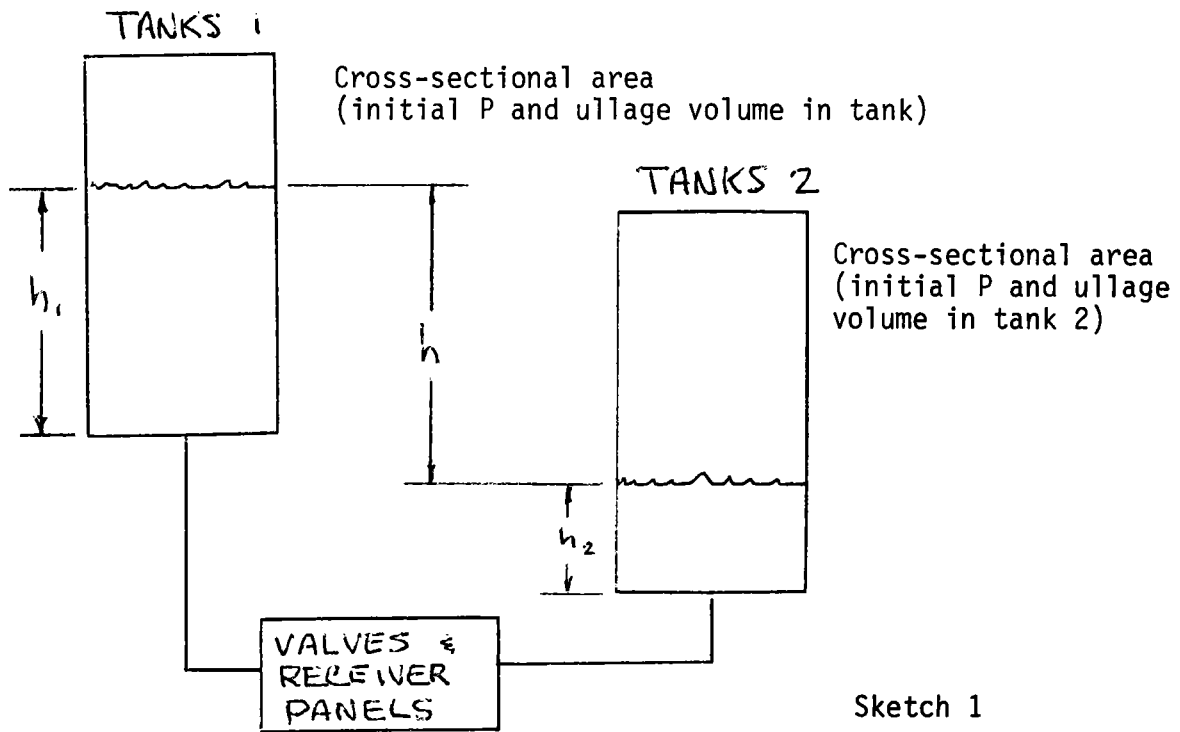 TANKS 1
Cross-sectional area
(initial P and ullage volume in tank)
TANKS 2
Cross-sectional area
(initial P and ullage
volume in tank 2)
h₁
h
h₂
VALVES &
RECEIVER
PANELS
Sketch 1